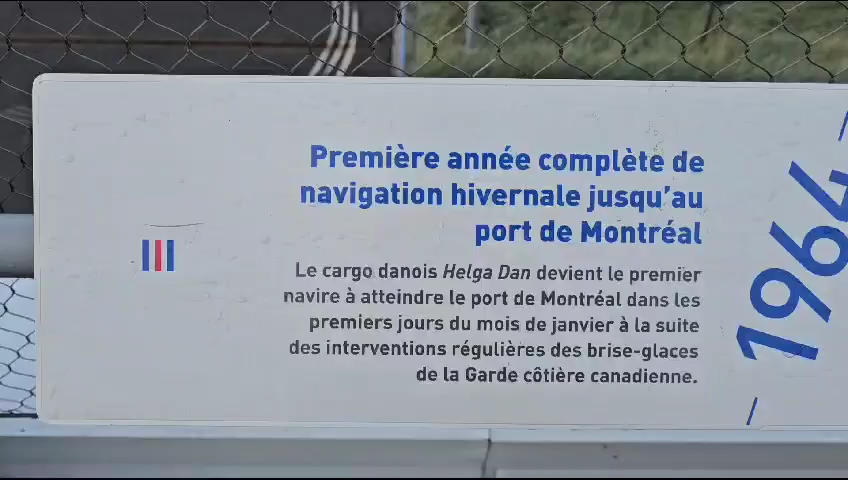 Première année complète de
navigation hivernale jusqu'au
port de Montréal
Le cargo danois Helga Dan devient le premier
navire à atteindre le port de Montréal dans les
premiers jours du mois de janvier à la suite
des interventions régulières des brise-glaces
de la Garde côtière canadienne.
1964